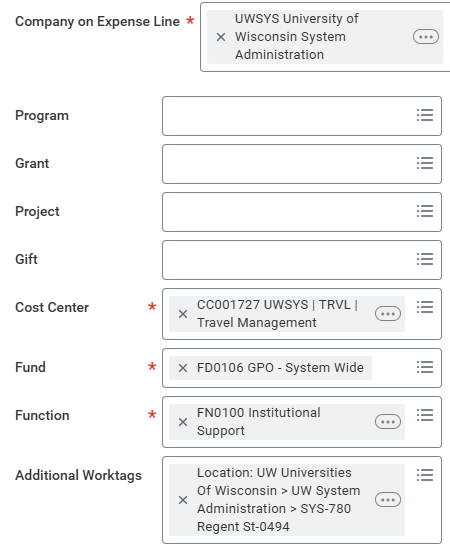 Company on Expense Line *
UWSYS University of
Wisconsin System
Administration
Program
Grant
Project
Gift
Cost Center *
CC001727 UWSYS | TRVL |
Travel Management
Fund *
FD0106 GPO - System Wide
Function *
FN0100 Institutional
Support
Additional Worktags
Location: UW Universities
Of Wisconsin > UW System
Administration > SYS-780
Regent St-0494